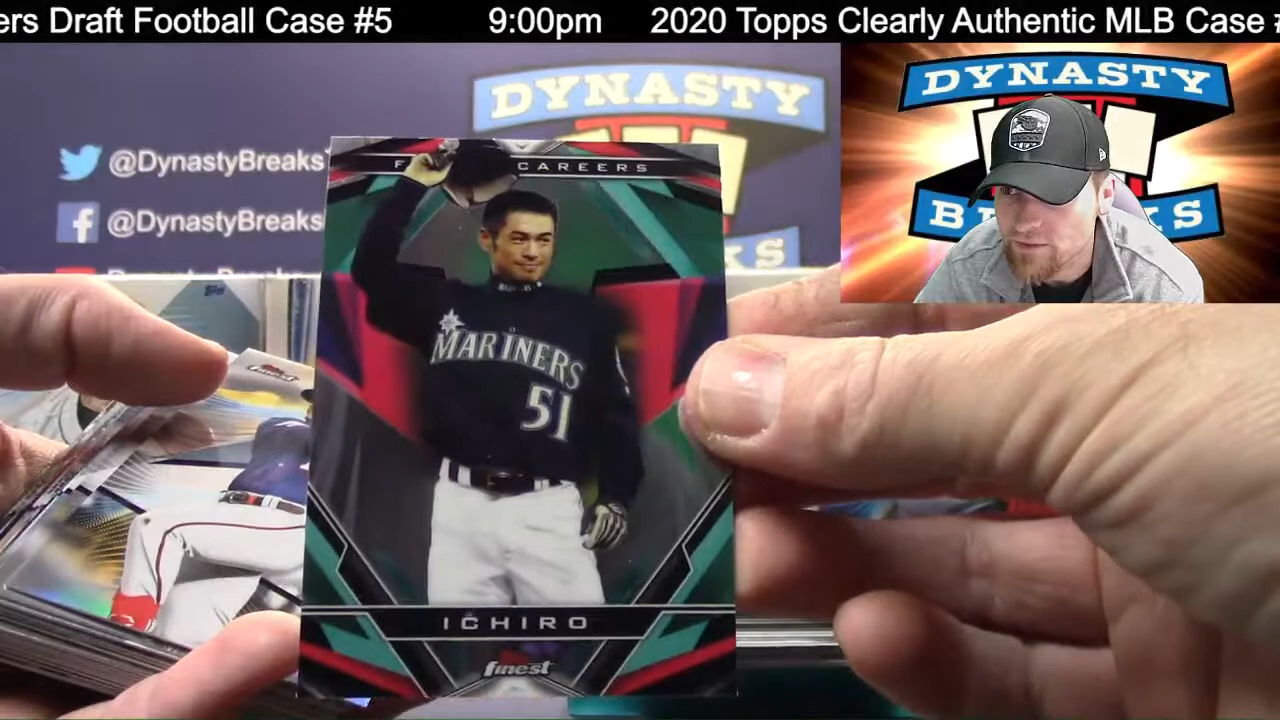 ers Draft Football Case #5 9:00pm 2020 Topps Clearly Authentic MLB Case #
DYNASTY
DYNASTY
@DynastyBreaks
CAREERS
@DynastyBreaks
MARINERS
51
finest
ICHIRO
finest